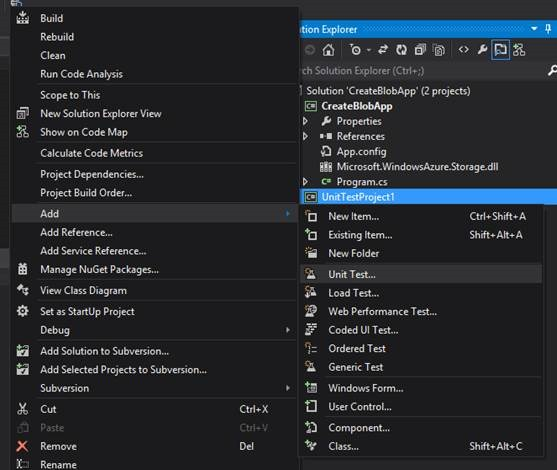 Build
Rebuild
Clean
Run Code Analysis
Scope to This
New Solution Explorer View
Show on Code Map
Calculate Code Metrics
Project Dependencies...
Project Build Order...
Add
Add Reference...
Add Service Reference...
Manage NuGet Packages...
View Class Diagram
Set as StartUp Project
Debug
Add Solution to Subversion...
Add Selected Projects to Subversion...
Subversion
Cut Ctrl+X
Paste Ctrl+V
Remove Del
Rename
ution Explorer
rch Solution Explorer (Ctrl+;)
Solution 'CreateBlobApp' (2 projects)
CreateBlobApp
Properties
References
App.config
Microsoft.WindowsAzure.Storage.dll
Program.cs
UnitTestProject1
New Item... Ctrl+Shift+A
Existing Item... Shift+Alt+A
New Folder
Unit Test...
Load Test...
Web Performance Test...
Coded UI Test...
Ordered Test
Generic Test
Windows Form...
User Control...
Component...
Class... Shift+Alt+C